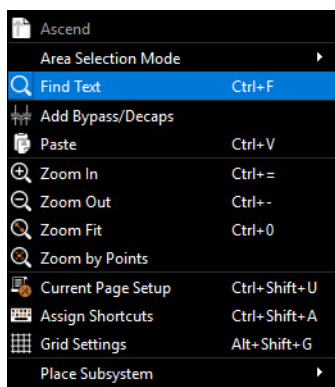 Ascend
Area Selection Mode
Find Text Ctrl+F
Add Bypass/Decaps
Paste Ctrl+V
Zoom In Ctrl+=
Zoom Out Ctrl+-
Zoom Fit Ctrl+0
Zoom by Points
Current Page Setup Ctrl+Shift+U
Assign Shortcuts Ctrl+Shift+A
Grid Settings Alt+Shift+G
Place Subsystem